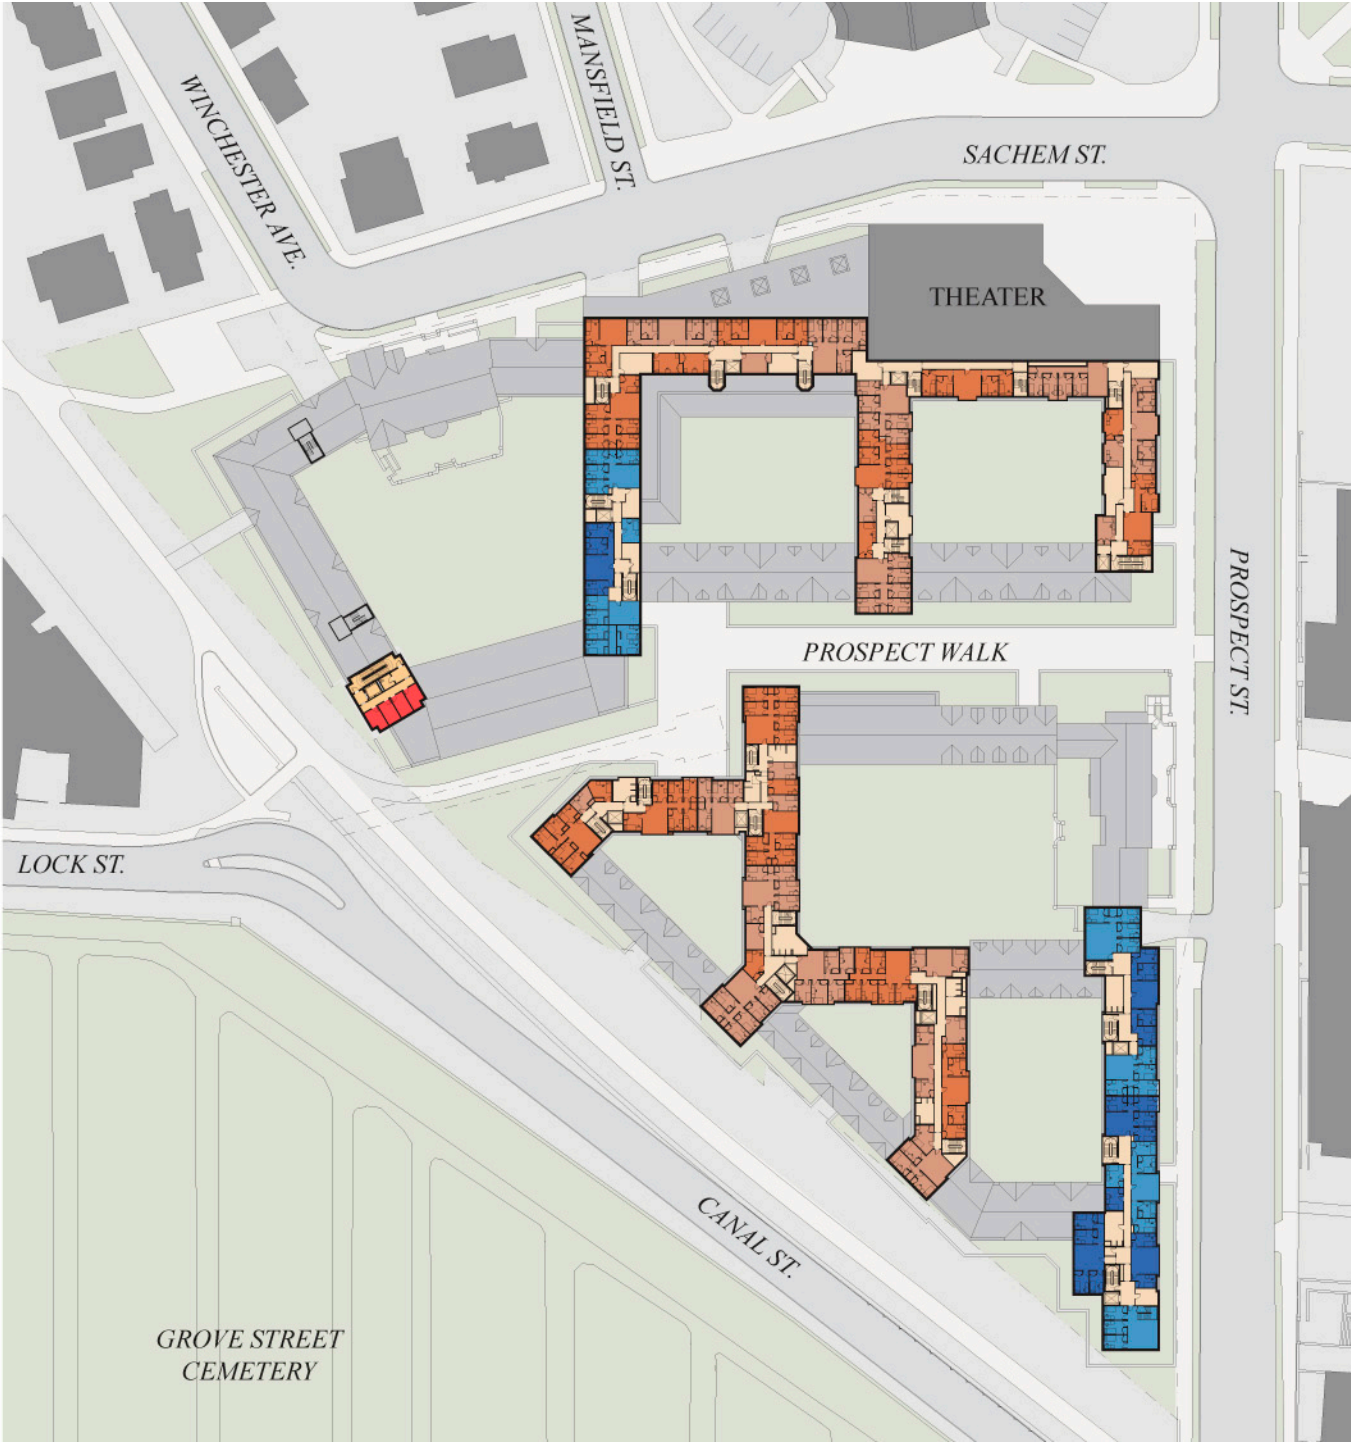 MANSFIELD ST.
WINCHESTER AVE.
SACHEM ST.
THEATER
PROSPECT ST.
PROSPECT WALK
LOCK ST.
CANAL ST.
GROVE STREET
CEMETERY